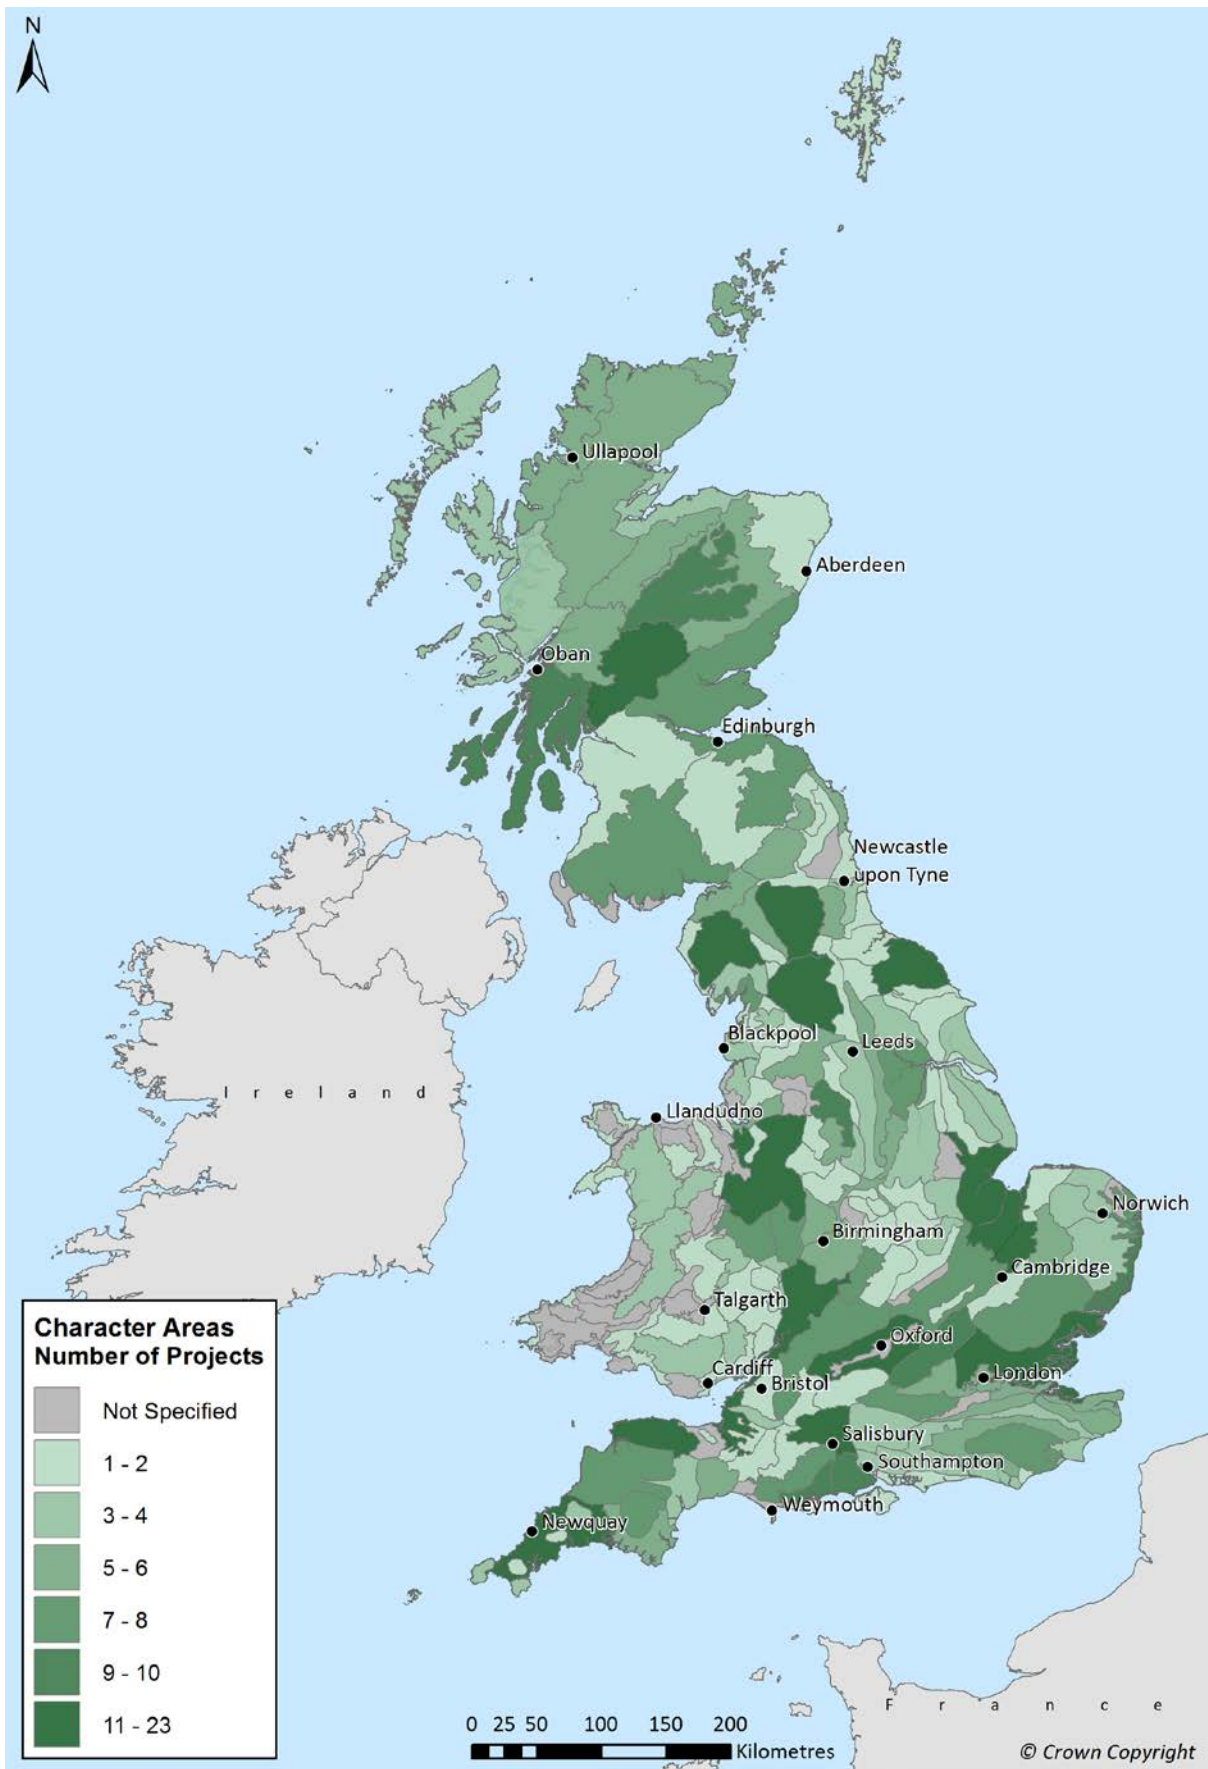 N
Ullapool
Aberdeen
Oban
Edinburgh
Newcastle
upon Tyne
Blackpool
Leeds
Ireland
Llandudno
Norwich
Birmingham
Cambridge
Talgarth
Oxford
Cardiff
Bristol
London
Salisbury
Southampton
Weymouth
Newquay
Character Areas
Number of Projects
Not Specified
1 - 2
3 - 4
5 - 6
7 - 8
9 - 10
11 - 23
France
0 25 50 100 150 200
Kilometres
© Crown Copyright